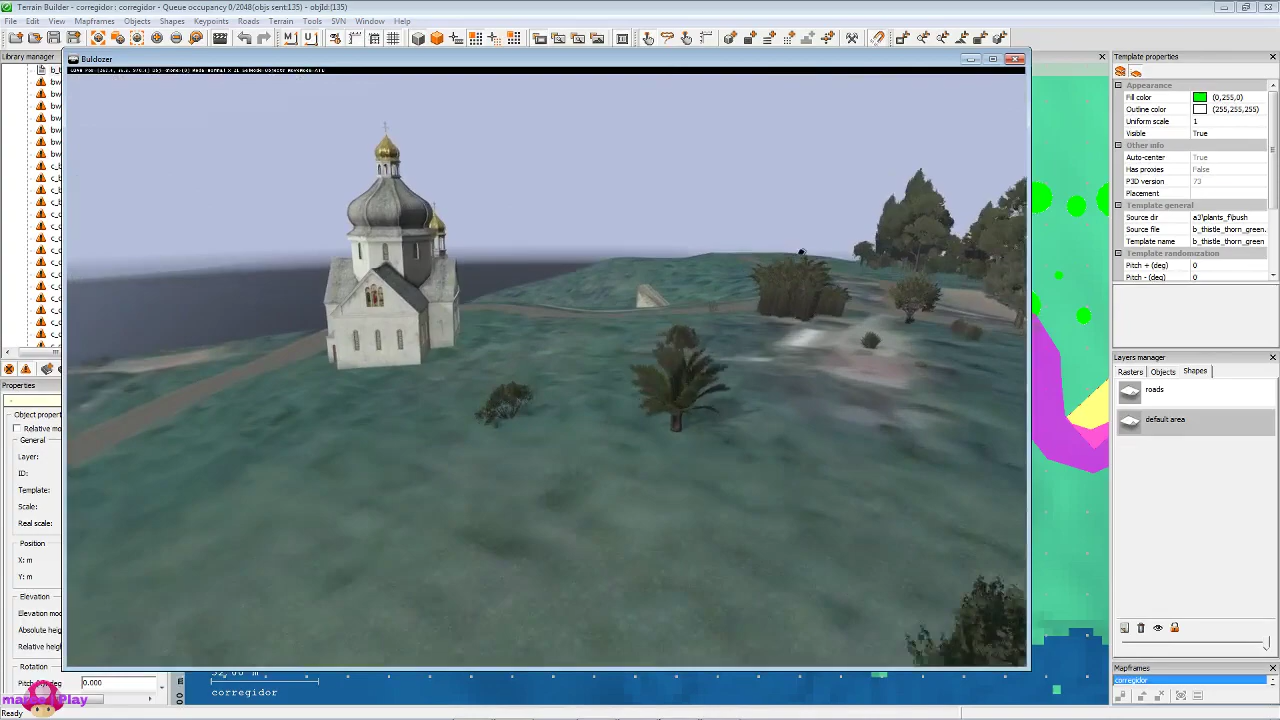 Terrain Builder - corregidor : corregidor - Queue occupancy 0/2048(objs sent:135) - objId:(135)
File Edit View Mapframes Objects Shapes Keypoints Roads Terrain Tools SVN Window Help
Library manager
Buldozer
Template properties
Appearance
Fill color (0,255,0)
Outline color (255,255,255)
Uniform scale 1
Visible True
Other info
Auto-center True
Has proxies False
P3D version 73
Placement
Template general
Source dir a3\plants_f\bush
Source file b_thistle_thorn_green.
Template name b_thistle_thorn_green
Template randomization
Pitch + (deg) 0
Pitch - (deg) 0
Layers manager
Rasters Objects Shapes
roads
default area
Properties
Object propert
Relative mo
General
Layer:
ID:
Template:
Scale:
Real scale:
Position
X: m
Y: m
Elevation
Elevation mod
Absolute heigh
Relative heigh
Rotation
0.000
corregidor
Mapframes
corregidor
Ready